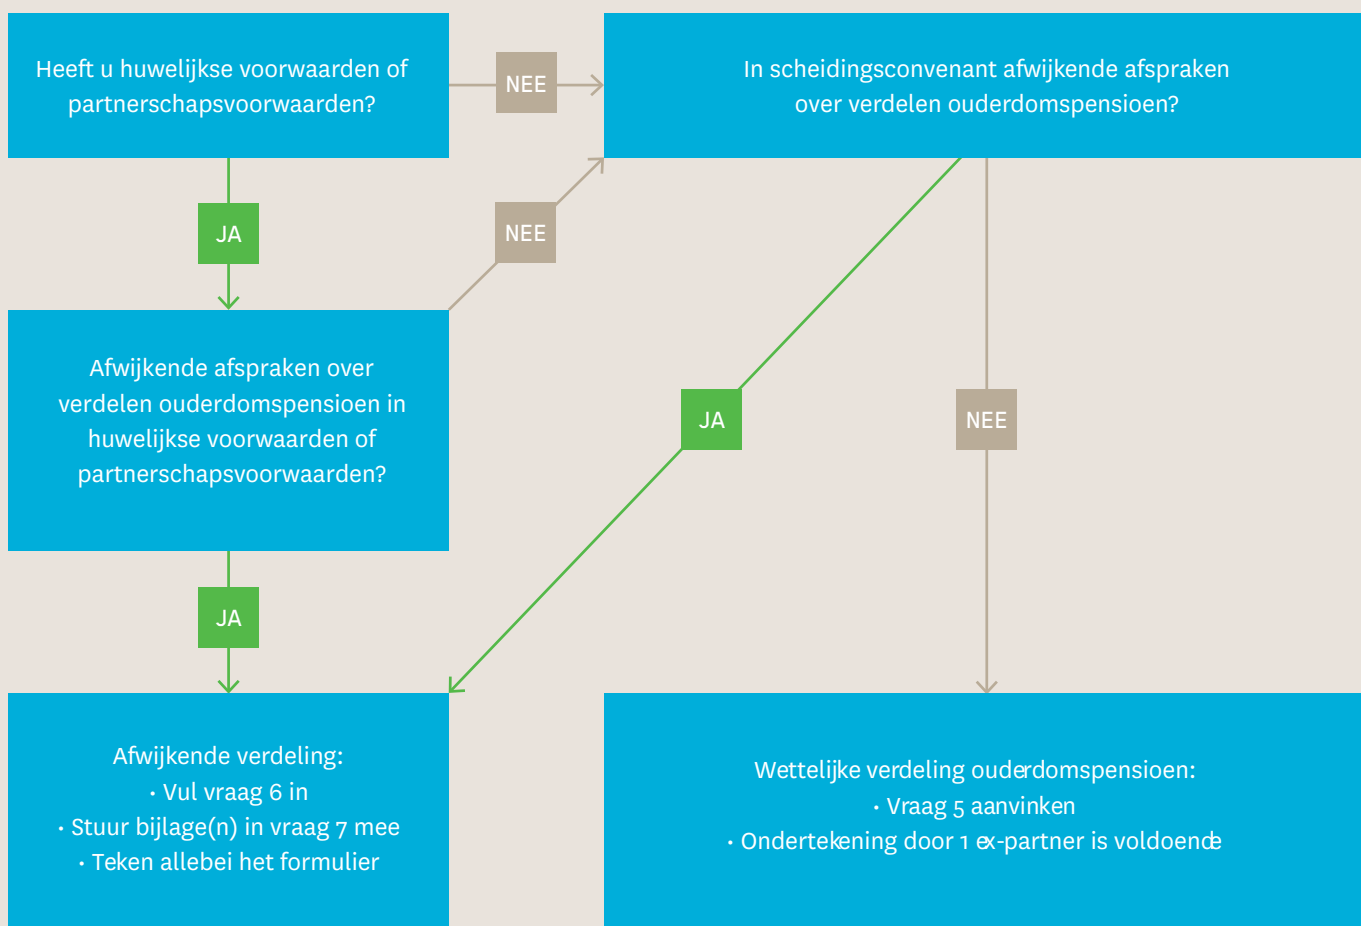 Heeft u huwelijkse voorwaarden of
partnerschapsvoorwaarden?
NEE
In scheidingsconvenant afwijkende afspraken
over verdelen ouderdomspensioen?
JA
NEE
Afwijkende afspraken over
verdelen ouderdomspensioen in
huwelijkse voorwaarden of
partnerschapsvoorwaarden?
JA
NEE
JA
Afwijkende verdeling:
• Vul vraag 6 in
• Stuur bijlage(n) in vraag 7 mee
• Teken allebei het formulier
Wettelijke verdeling ouderdomspensioen:
• Vraag 5 aanvinken
• Ondertekening door 1 ex-partner is voldoende